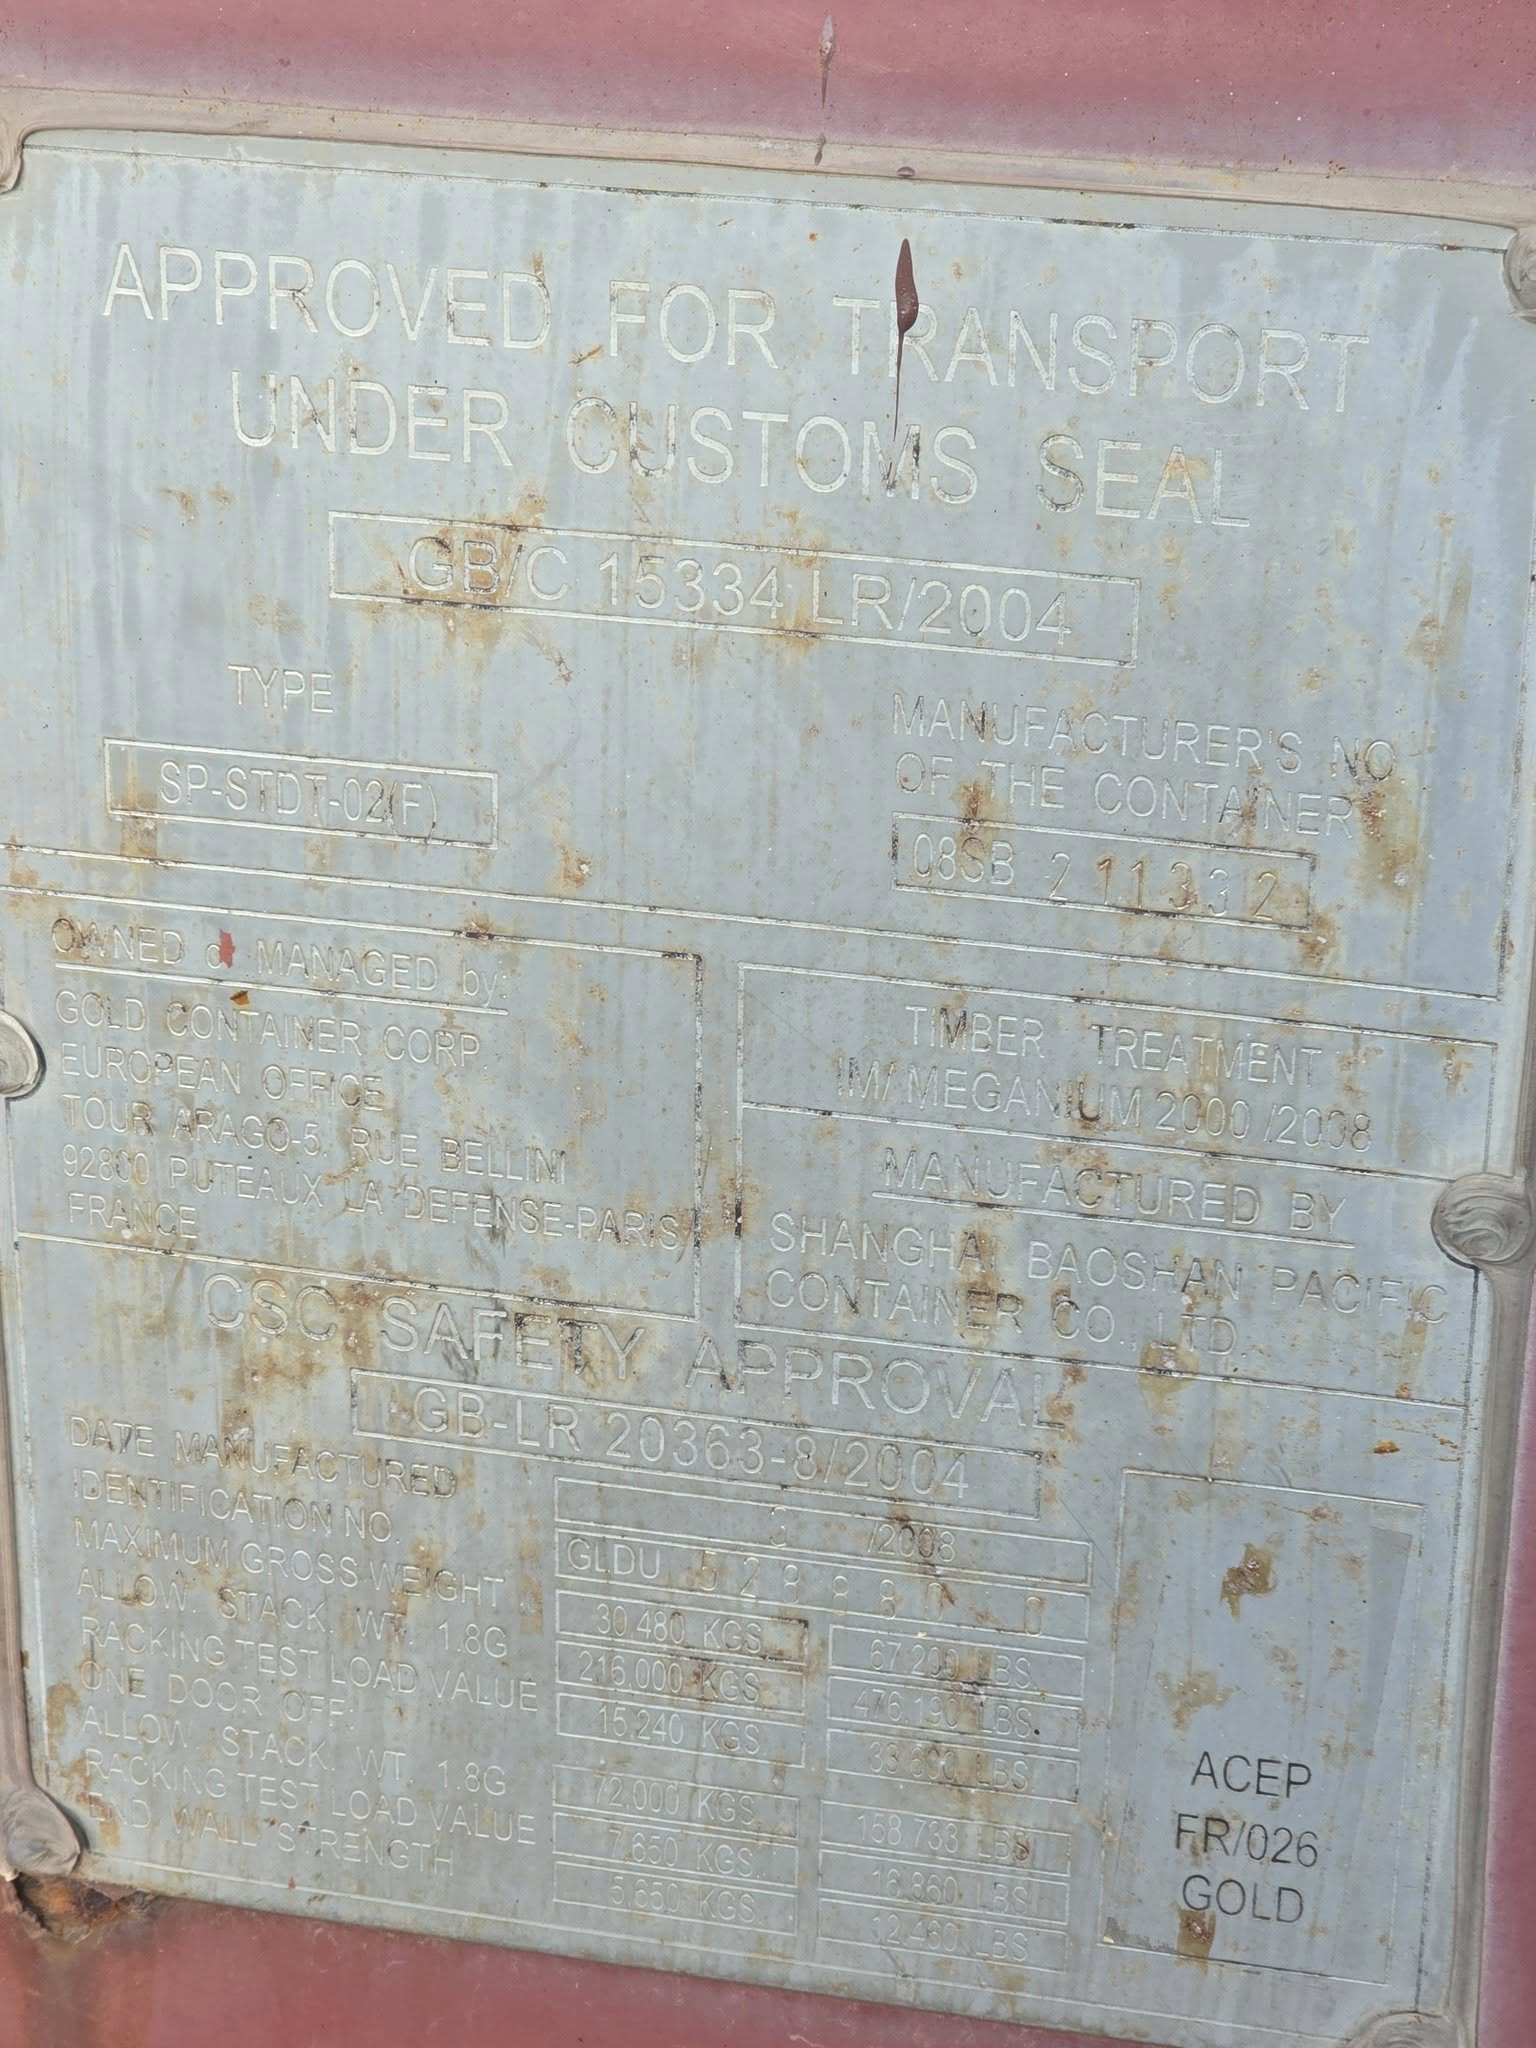 APPROVED FOR TRANSPORT
UNDER CUSTOMS SEAL
GB/C 15334 LR/2004
TYPE
SP-STDT-02(F)
MANUFACTURER'S NO.
OF THE CONTAINER
08SB 211332
OWNED MANAGED by:
GOLD CONTAINER CORP.
EUROPEAN OFFICE
TOUR ARAGO-5, RUE BELLINI
92800 PUTEAUX LA DEFENSE-PARIS
FRANCE
TIMBER TREATMENT
IM/ MEGANIUM 2000 /2008
MANUFACTURED BY
SHANGHAI BAOSHAN PACIFIC
CONTAINER CO., LTD.
CSC SAFETY APPROVAL
GB-LR 20363-8/2004
DATE MANUFACTURED 3 /2008
IDENTIFICATION NO. GLDU 528880 0
MAXIMUM GROSS WEIGHT 30,480 KGS. 67,200 LBS.
ALLOW. STACK. WT. 1.8G 216,000 KGS. 476,190 LBS.
RACKING TEST LOAD VALUE 15,240 KGS. LBS.
ONE DOOR OFF:
ALLOW. STACK. WT. 1.8G 72,000 KGS. 158,733 LBS.
RACKING TEST LOAD VALUE 7,650 KGS. 16,860 LBS.
END WALL STRENGTH 5,650 KGS. 12,460 LBS.
ACEP
FR/026
GOLD